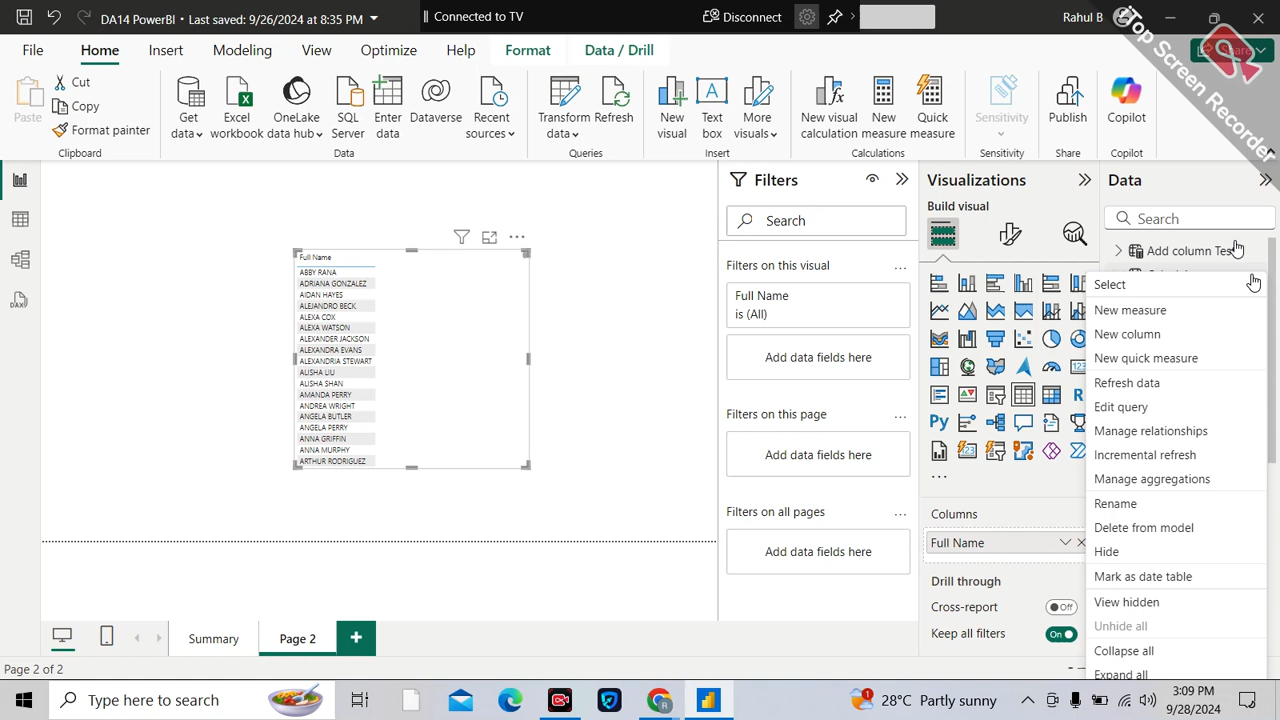 DA14 PowerBI • Last saved: 9/26/2024 at 8:35 PM
Connected to TV
Disconnect
Rahul B
iTop Screen Recorder
File
Home
Insert
Modeling
View
Optimize
Help
Format
Data / Drill
Share
Paste
Cut
Copy
Format painter
Get data
Excel workbook
OneLake data hub
SQL Server
Enter data
Dataverse
Recent sources
Transform data
Refresh
New visual
Text box
More visuals
New visual calculation
New measure
Quick measure
Sensitivity
Publish
Copilot
Clipboard
Data
Queries
Insert
Calculations
Sensitivity
Share
Copilot
Full Name
ABBY RANA
ADRIANA GONZALEZ
AIDAN HAYES
ALEJANDRO BECK
ALEXA COX
ALEXA WATSON
ALEXANDER JACKSON
ALEXANDRA EVANS
ALEXANDRIA STEWART
ALISHA LIU
ALISHA SHAN
AMANDA PERRY
ANDREA WRIGHT
ANGELA BUTLER
ANGELA PERRY
ANNA GRIFFIN
ANNA MURPHY
ARTHUR RODRIGUEZ
Filters
Search
Filters on this visual
Full Name
is (All)
Add data fields here
Filters on this page
Add data fields here
Filters on all pages
Add data fields here
Visualizations
Build visual
123
R
Py
Columns
Full Name
Drill through
Cross-report
Off
Keep all filters
On
Data
Search
Add column Tes
Select
New measure
New column
New quick measure
Refresh data
Edit query
Manage relationships
Incremental refresh
Manage aggregations
Rename
Delete from model
Hide
Mark as date table
View hidden
Unhide all
Collapse all
Expand all
Summary
Page 2
Page 2 of 2
Type here to search
28°C Partly sunny
3:09 PM
9/28/2024